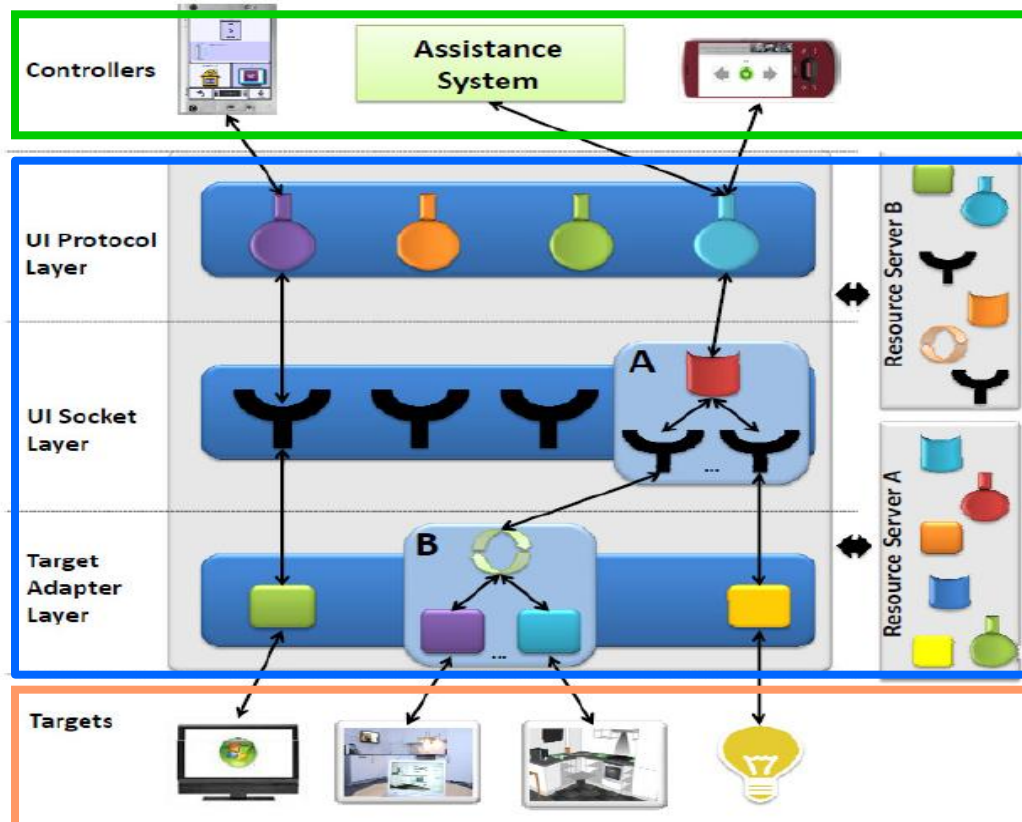 Controllers
Assistance
System
UI Protocol
Layer
Resource Server B
A
UI Socket
Layer
...
Resource Server A
B
Target
Adapter
Layer
...
Targets